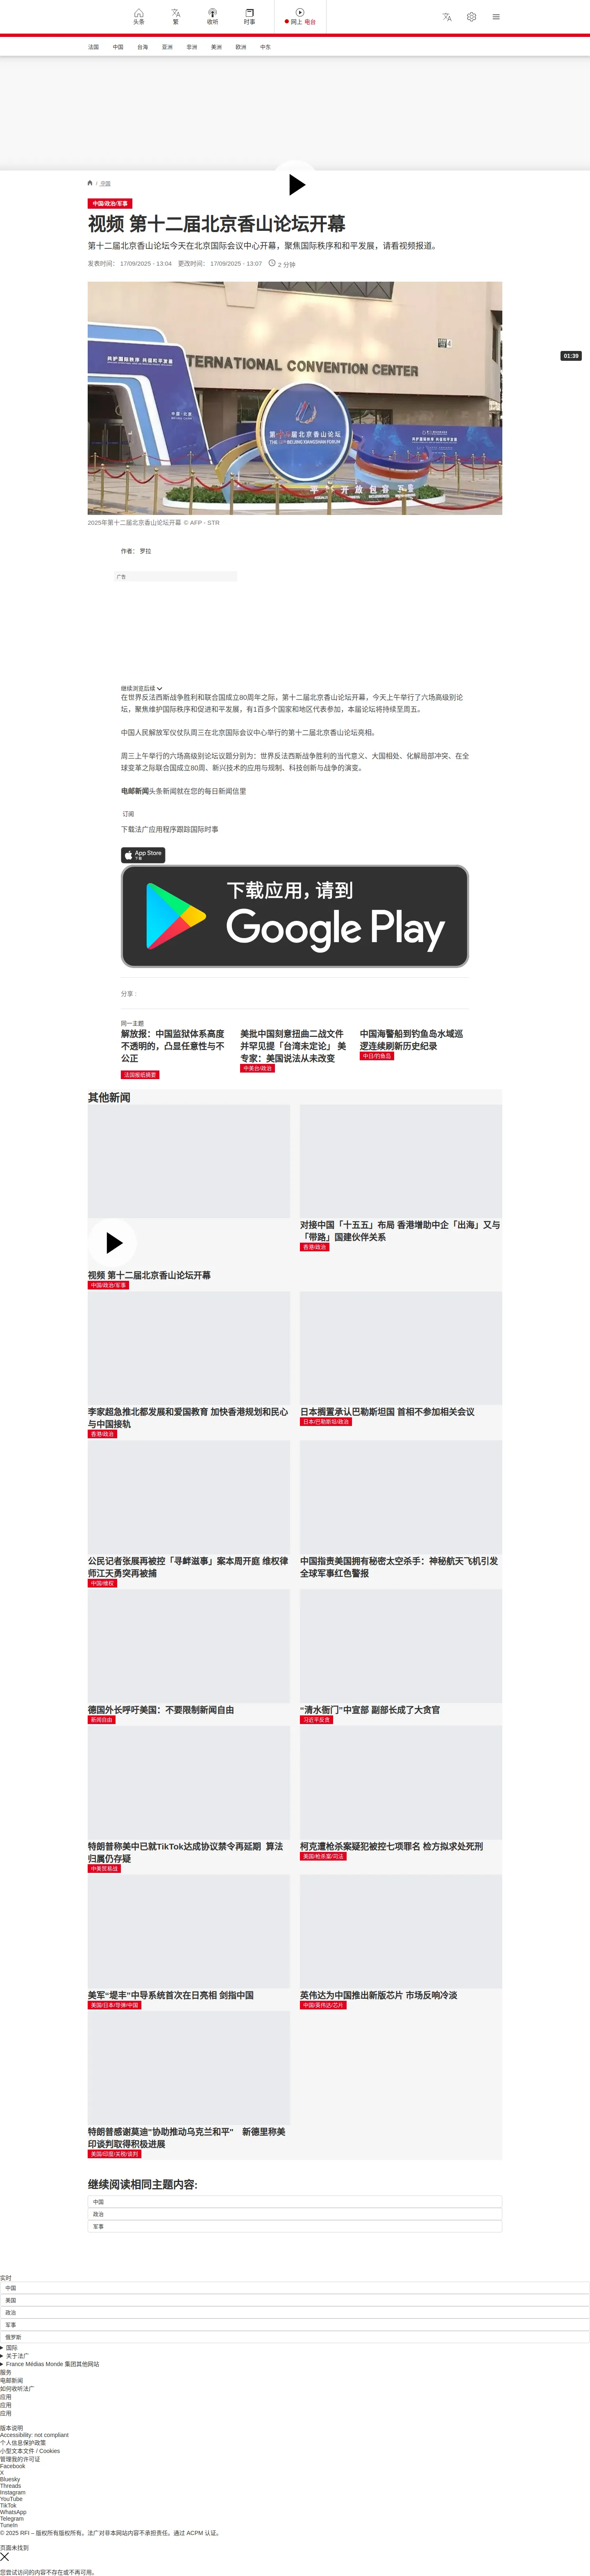 头条
繁
收听
时事
网上 电台
法国
中国
台海
亚洲
非洲
美洲
欧洲
中东
/ 中国
中国/政治/军事
视频 第十二届北京香山论坛开幕
第十二届北京香山论坛今天在北京国际会议中心开幕，聚焦国际秩序和和平发展，请看视频报道。
发表时间： 17/09/2025 - 13:04 更改时间： 17/09/2025 - 13:07 2 分钟
01:39
INTERNATIONAL CONVENTION CENTER
共护国际秩序 共促和平发展
中国·北京
第十二届北京香山论坛
THE 12TH BEIJING XIANGSHAN FORUM
开放包容
2025年第十二届北京香山论坛开幕 © AFP - STR
作者： 罗拉
广告
继续浏览后续
在世界反法西斯战争胜利和联合国成立80周年之际，第十二届北京香山论坛开幕，今天上午举行了六场高级别论
坛，聚焦维护国际秩序和促进和平发展，有1百多个国家和地区代表参加，本届论坛将持续至周五。
中国人民解放军仪仗队周三在北京国际会议中心举行的第十二届北京香山论坛亮相。
周三上午举行的六场高级别论坛议题分别为：世界反法西斯战争胜利的当代意义、大国相处、化解局部冲突、在全
球变革之际联合国成立80周、新兴技术的应用与规制、科技创新与战争的演变。
电邮新闻头条新闻就在您的每日新闻信里
订阅
下载法广应用程序跟踪国际时事
App Store
下载
下载应用，请到
Google Play
分享 :
同一主题
解放报：中国监狱体系高度
不透明的，凸显任意性与不
公正
法国报纸摘要
美批中国刻意扭曲二战文件
并罕见提「台湾未定论」 美
专家：美国说法从未改变
中美台/政治
中国海警船到钓鱼岛水域巡
逻连续刷新历史纪录
中日/钓鱼岛
其他新闻
视频 第十二届北京香山论坛开幕
中国/政治/军事
对接中国「十五五」布局 香港增助中企「出海」又与
「带路」国建伙伴关系
香港/政治
李家超急推北都发展和爱国教育 加快香港规划和民心
与中国接轨
香港/政治
日本搁置承认巴勒斯坦国 首相不参加相关会议
日本/巴勒斯坦/政治
公民记者张展再被控「寻衅滋事」案本周开庭 维权律
师江天勇突再被捕
中国/维权
中国指责美国拥有秘密太空杀手：神秘航天飞机引发
全球军事红色警报
德国外长呼吁美国：不要限制新闻自由
新闻自由
“清水衙门”中宣部 副部长成了大贪官
习近平反贪
特朗普称美中已就TikTok达成协议禁令再延期 算法
归属仍存疑
中美贸易战
柯克遭枪杀案疑犯被控七项罪名 检方拟求处死刑
美国/枪杀案/司法
美军“堤丰”中导系统首次在日亮相 剑指中国
美国/日本/导弹/中国
英伟达为中国推出新版芯片 市场反响冷淡
中国/英伟达/芯片
特朗普感谢莫迪"协助推动乌克兰和平" 新德里称美
印谈判取得积极进展
美国/印度/关税/谈判
继续阅读相同主题内容:
中国
政治
军事
实时
中国
美国
政治
军事
俄罗斯
国际
关于法广
France Médias Monde 集团其他网站
服务
电邮新闻
如何收听法广
应用
应用
应用
版本说明
Accessibility: not compliant
个人信息保护政策
小型文本文件 / Cookies
管理我的许可证
Facebook
X
Bluesky
Threads
Instagram
YouTube
TikTok
WhatsApp
Telegram
TuneIn
© 2025 RFI – 版权所有版权所有。法广对非本网站内容不承担责任。通过 ACPM 认证。
页面未找到
您尝试访问的内容不存在或不再可用。